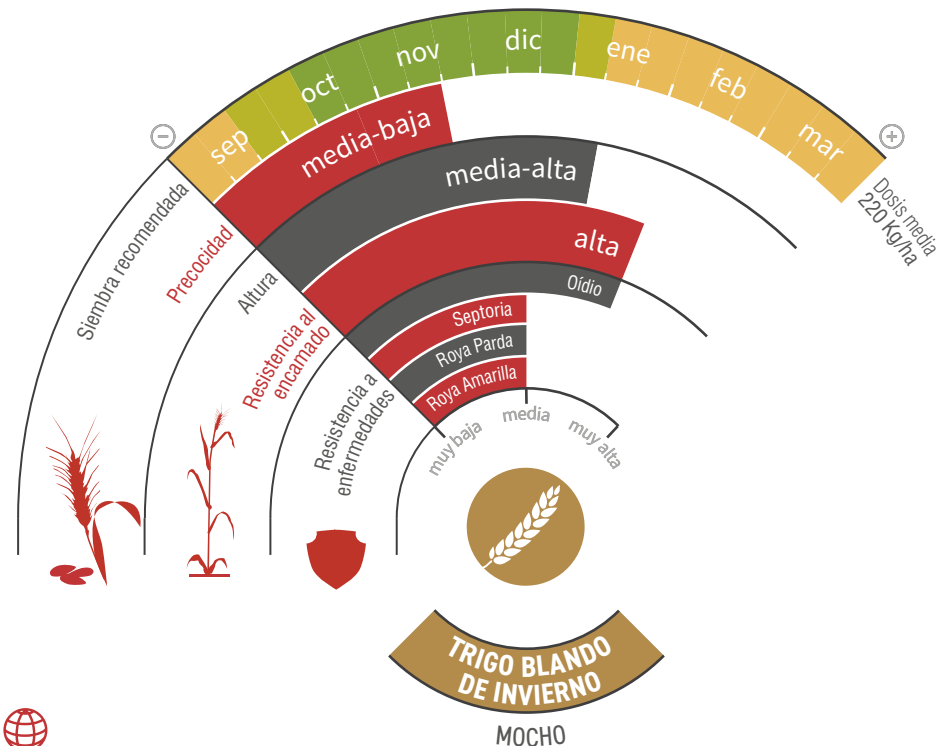 sep
oct
nov
dic
ene
feb
mar
media-baja
media-alta
alta
Oídio
Septoria
Roya Parda
Roya Amarilla
muy baja
media
muy alta
Siembra recomendada
Precocidad
Altura
Resistencia al
encamado
Resistencia a
enfermedades
Dosis media
220 Kg/ha
TRIGO BLANDO
DE INVIERNO
MOCHO